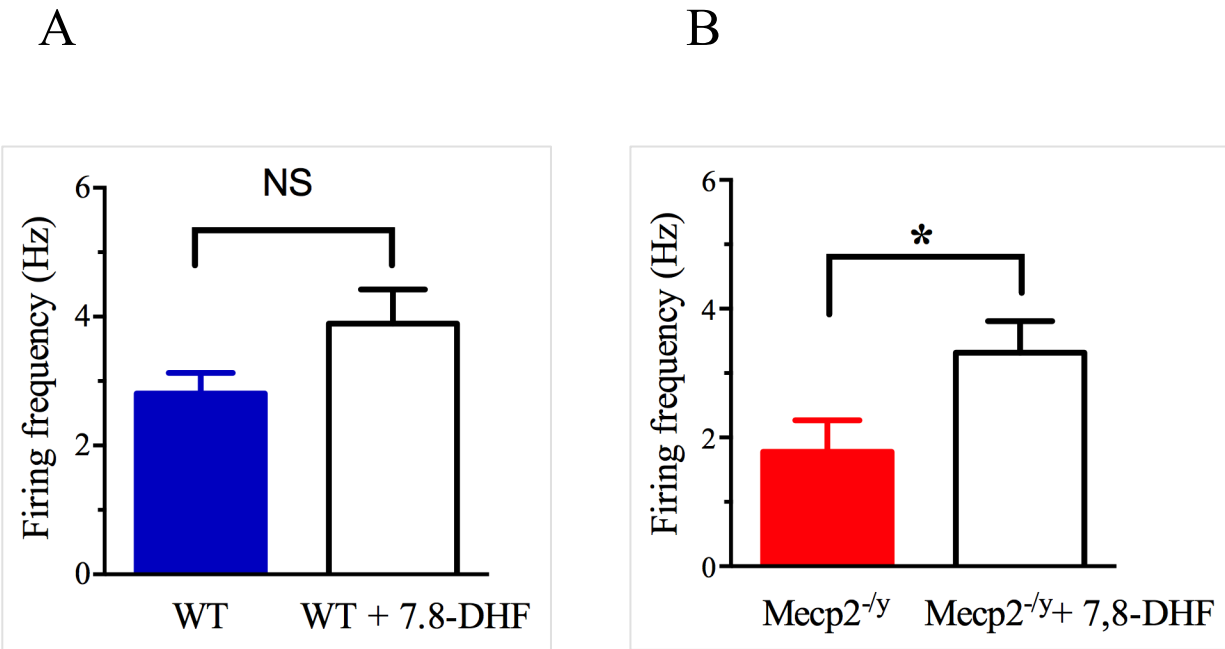 A
B
NS
*
6
4
2
0
Firing frequency (Hz)
WT
WT + 7.8-DHF
6
4
2
0
Firing frequency (Hz)
Mecp2-/y
Mecp2-/y+ 7,8-DHF